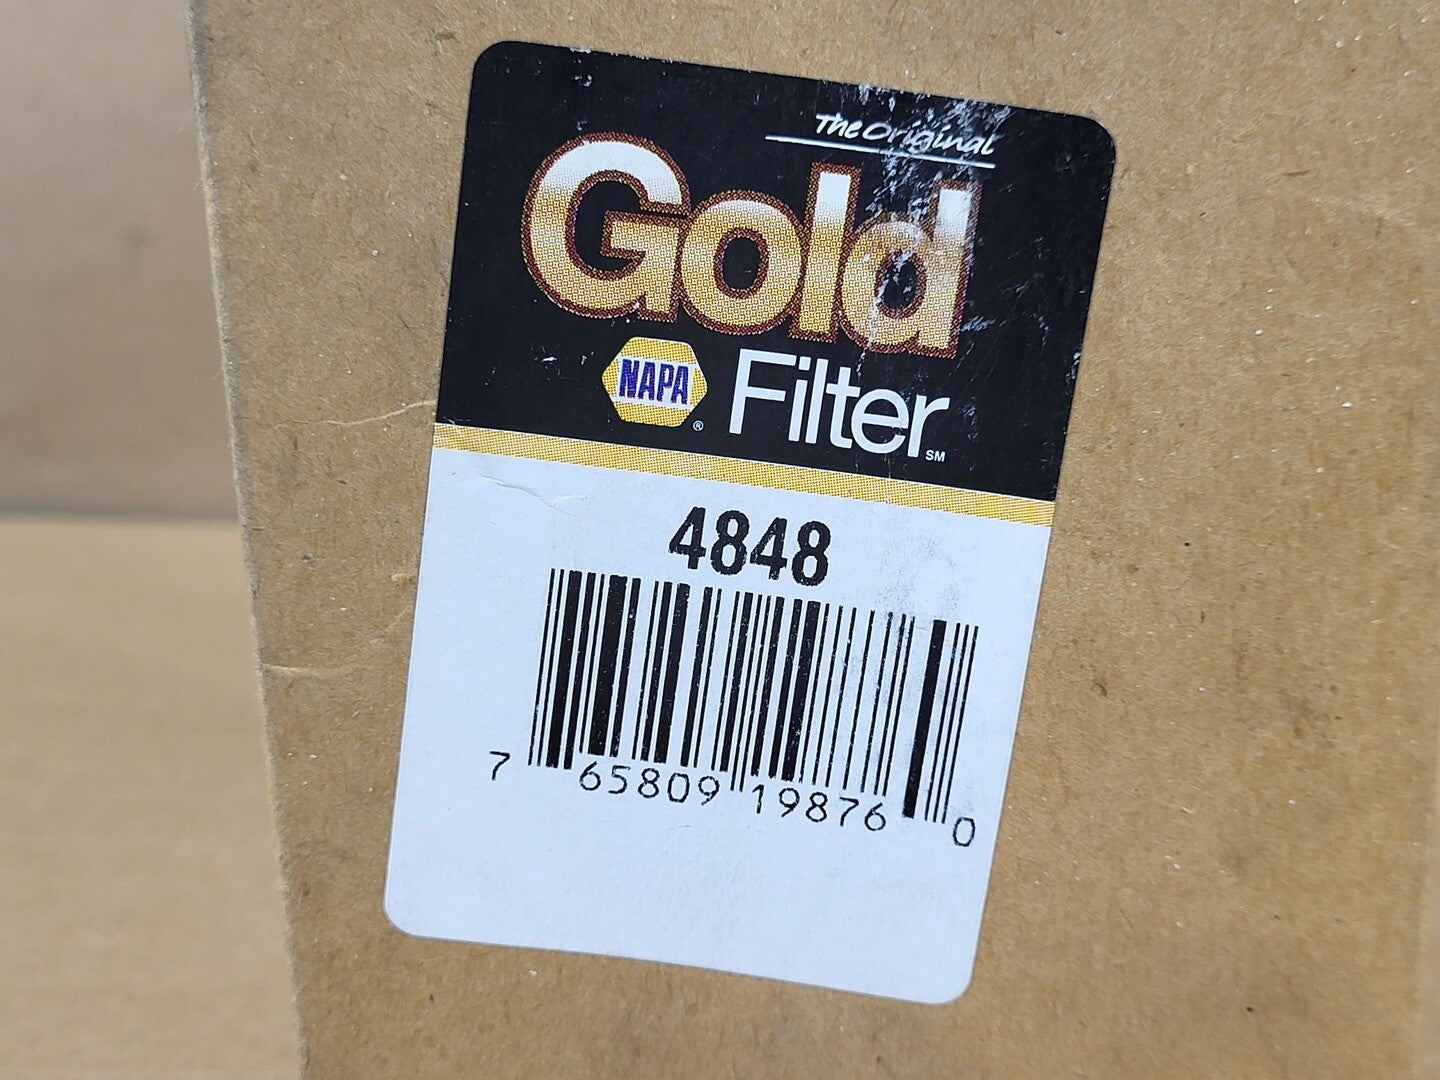 The Original
Gold
NAPA®
Filter SM
4848
7 65809 19876 0